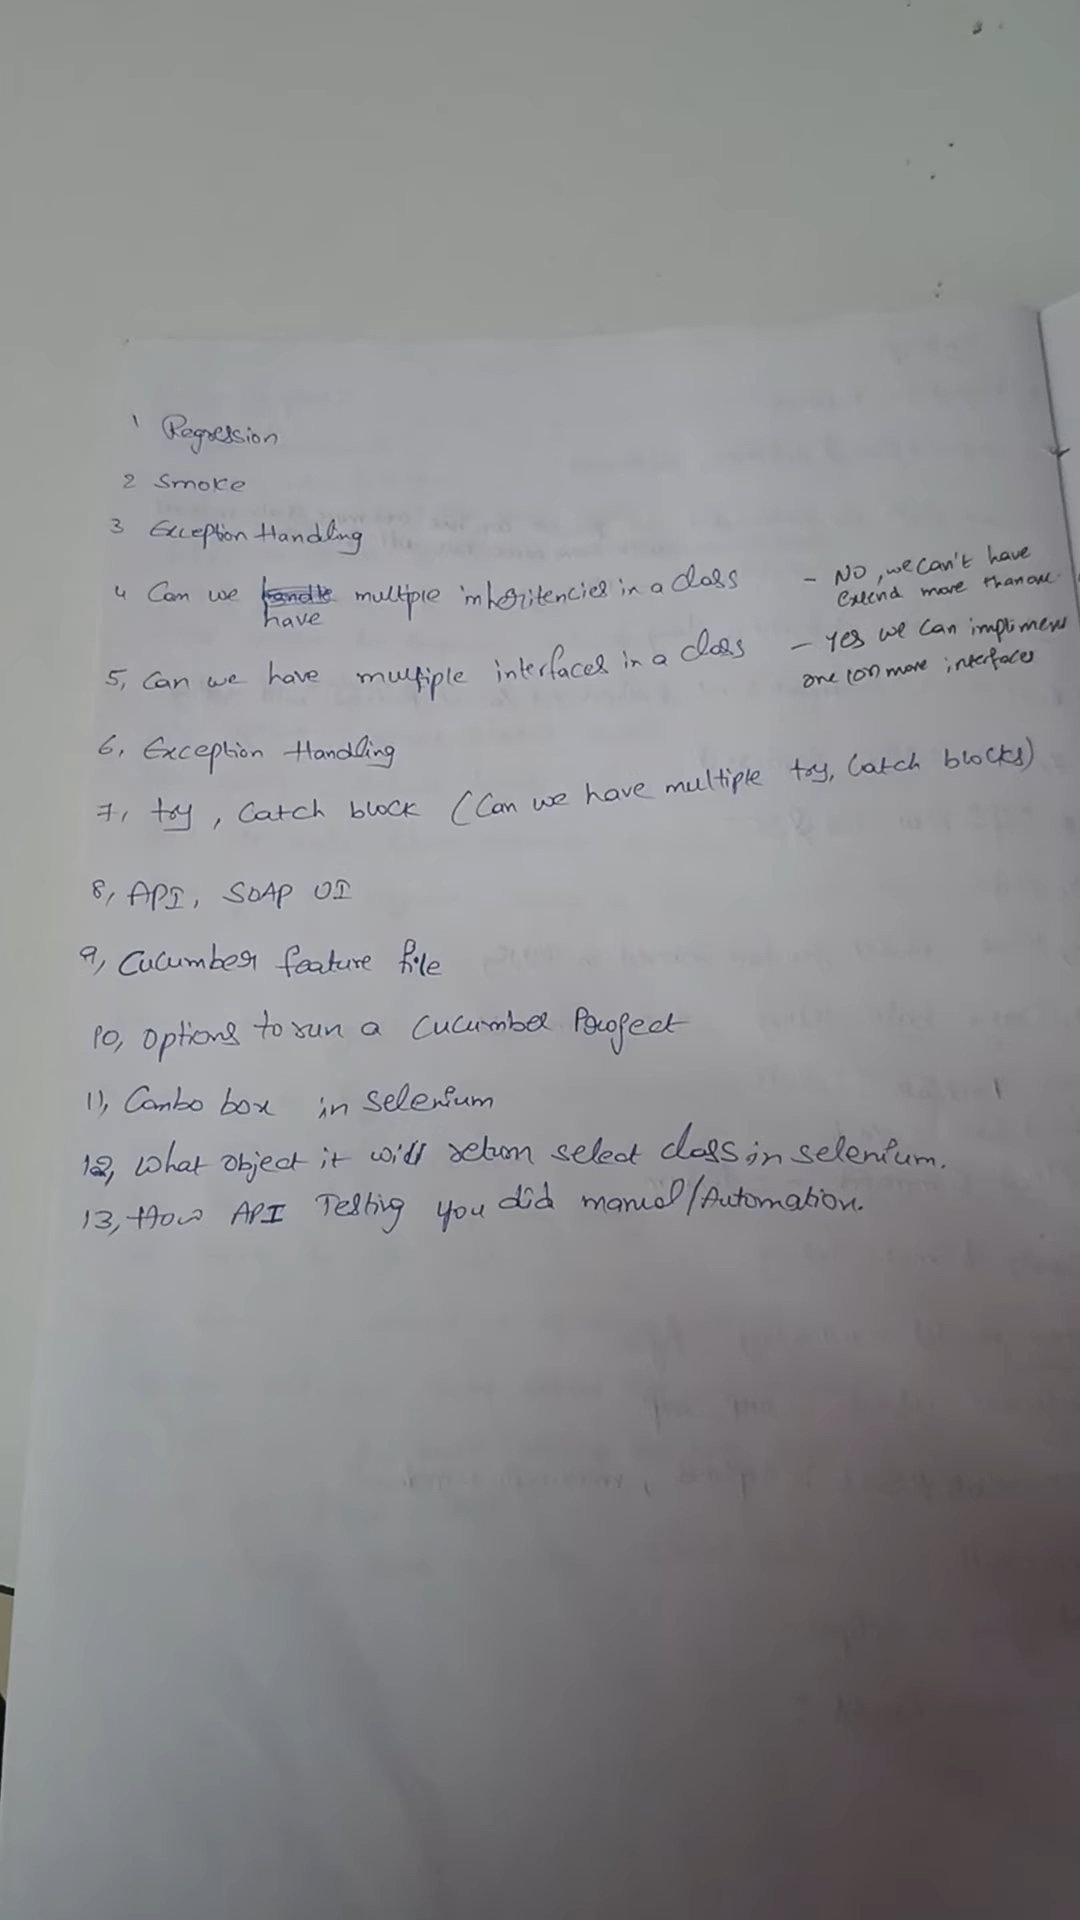 1 Regression
2 Smoke
3 Exception Handling
4 Can we handle multiple inheritencies in a class - No, we can't have
have
extend more than one
5, Can we have multiple interfaces in a class - Yes we can impliment
one (or) more interfaces
6, Exception Handling
7, try, Catch block (Can we have multiple try, Catch blocks)
8, API, SOAP UI
9, Cucumber feature file
10, options to run a Cucumber Project
11, Combo box in selenium
12, What object it will return select class in selenium.
13, How API Testing you did manual/Automation.